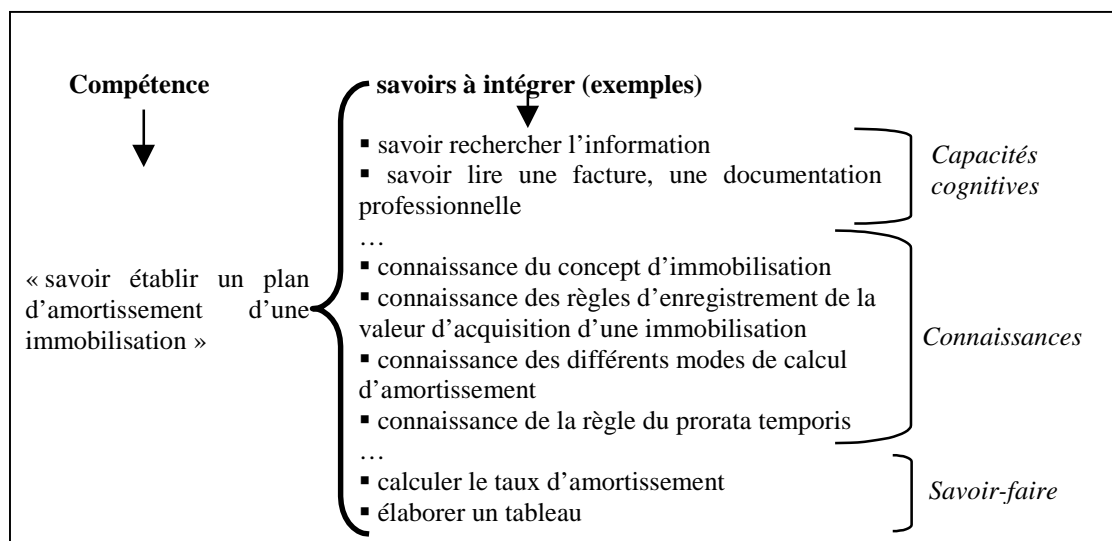 Compétence
savoirs à intégrer (exemples)
« savoir établir un plan
d’amortissement d’une
immobilisation »
▪ savoir rechercher l’information
▪ savoir lire une facture, une documentation
professionnelle
…
▪ connaissance du concept d’immobilisation
▪ connaissance des règles d’enregistrement de la
valeur d’acquisition d’une immobilisation
▪ connaissance des différents modes de calcul
d’amortissement
▪ connaissance de la règle du prorata temporis
…
▪ calculer le taux d’amortissement
▪ élaborer un tableau
Capacités
cognitives
Connaissances
Savoir-faire